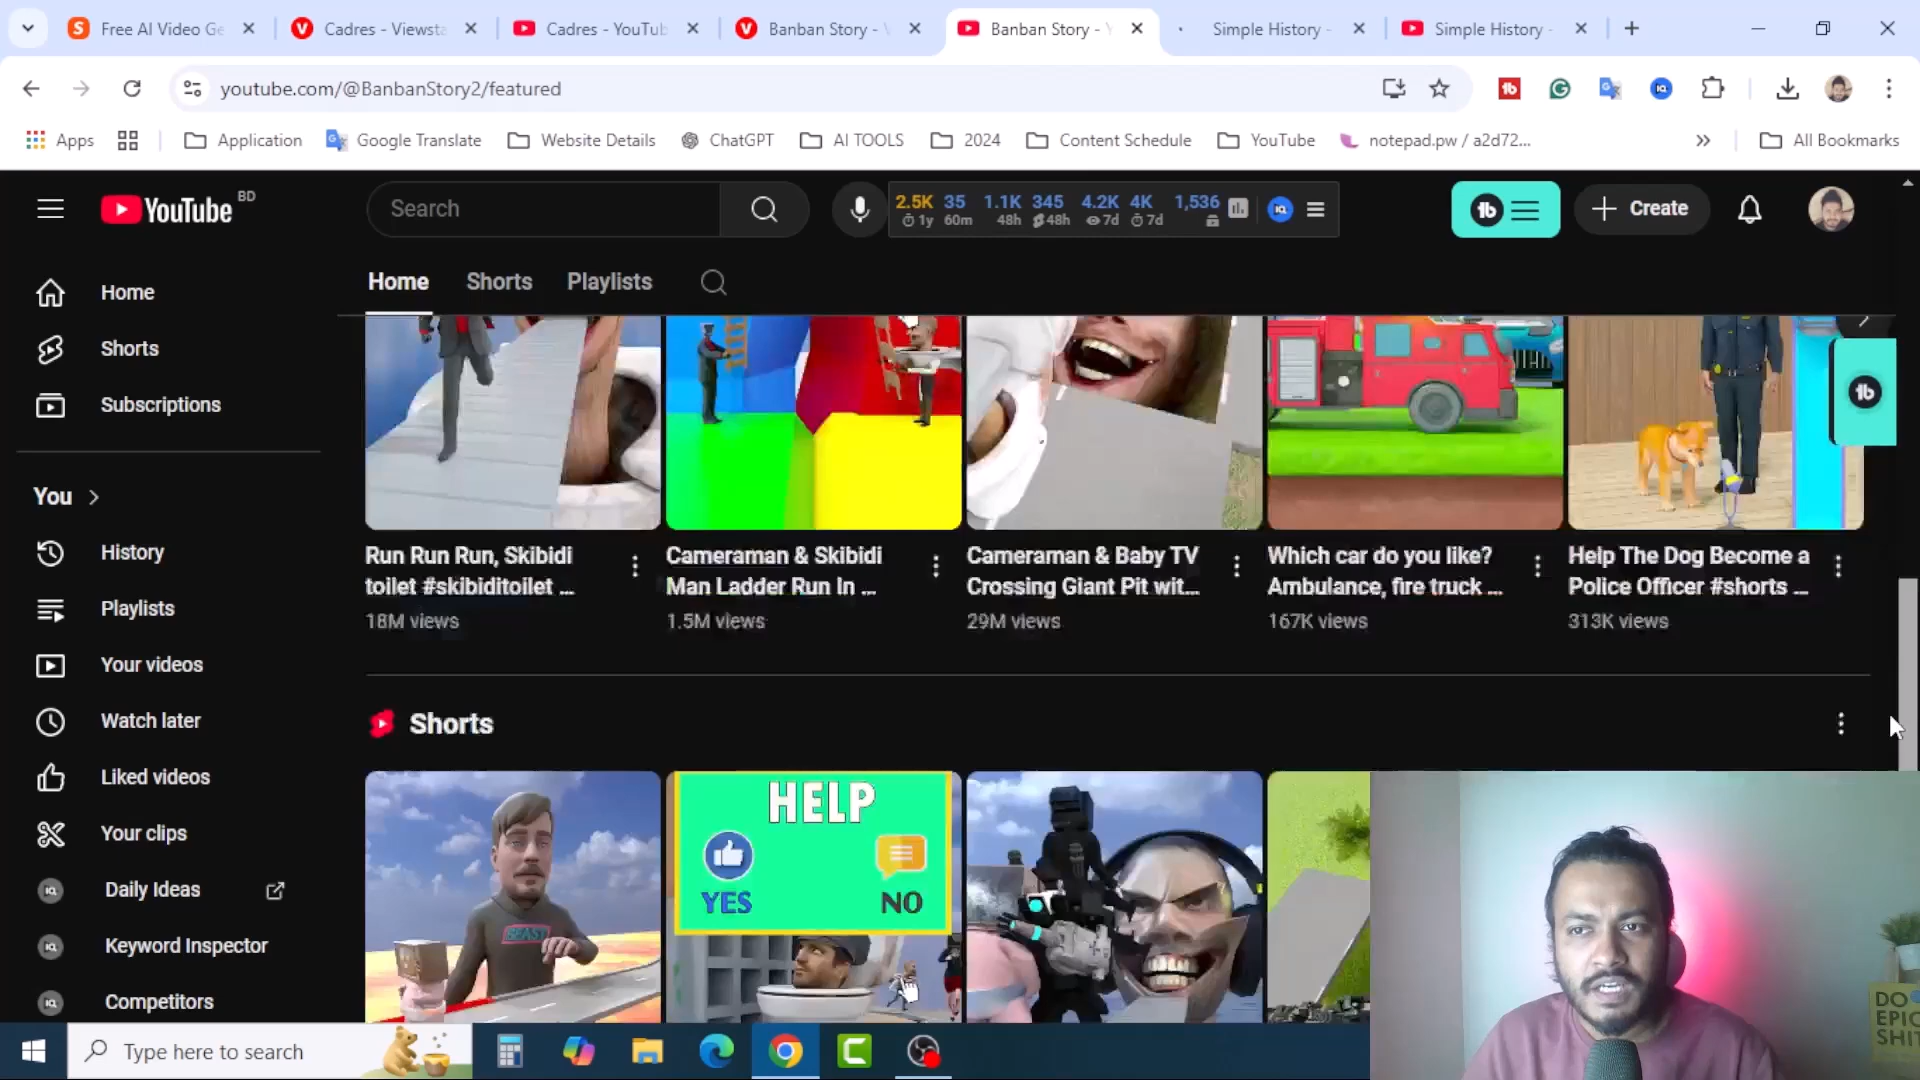 Free AI Video Ge
Cadres - Viewsta
Cadres - YouTub
Banban Story - V
Banban Story - Y
Simple History -
Simple History -
youtube.com/@BanbanStory2/featured
Apps
Application
Google Translate
Website Details
ChatGPT
AI TOOLS
2024
Content Schedule
YouTube
notepad.pw / a2d72...
All Bookmarks
YouTube BD
Search
2.5K 35 1.1K 345 4.2K 4K 1,536
1y 60m 48h 48h 7d 7d
Create
Home
Shorts
Playlists
Home
Shorts
Subscriptions
You
History
Playlists
Your videos
Watch later
Liked videos
Your clips
Daily Ideas
Keyword Inspector
Competitors
Run Run Run, Skibidi
toilet #skibiditoilet ...
18M views
Cameraman & Skibidi
Man Ladder Run In ...
1.5M views
Cameraman & Baby TV
Crossing Giant Pit wit...
29M views
Which car do you like?
Ambulance, fire truck ...
167K views
Help The Dog Become a
Police Officer #shorts ...
313K views
Shorts
BEAST
HELP
YES
NO
DO
EPIC
SHIT
Type here to search